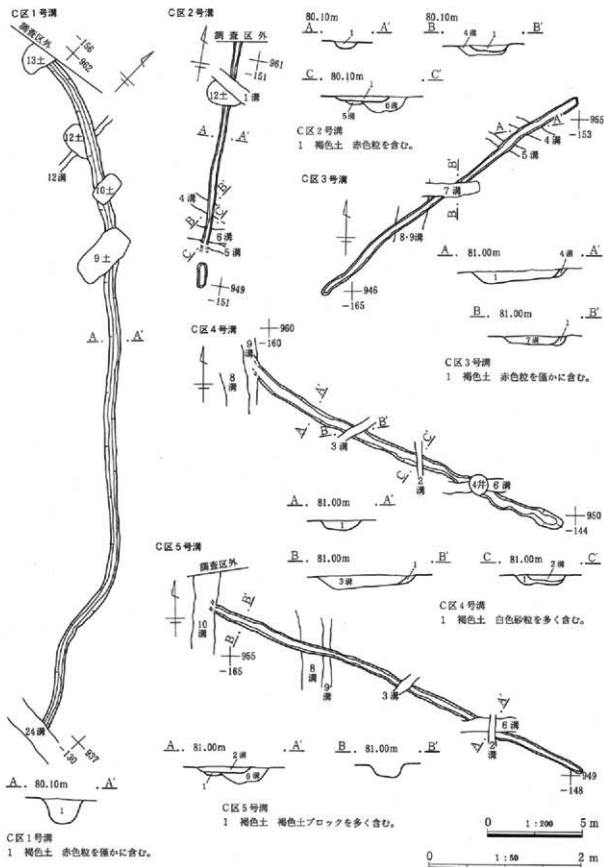 C区1号溝
調査区外
-156
962
13土
12土
12溝
10土
9土
A A′
24溝
-130
937
A 80.10m A′
1
C区1号溝
1 褐色土 赤色粒を僅かに含む。
C区2号溝
調査区外
961
-151
1溝
12土
A A′
4溝
B B′
C C′
6溝
5溝
949
-151
80.10m
A A′
1
80.10m
B B′
4溝 1
C 80.10m C′
1
5溝 6溝
C区2号溝
1 褐色土 赤色粒を含む。
C区3号溝
955
-153
A A′
4溝
5溝
B′
7溝
B
8・9溝
946
-165
A 81.00m A′
4溝
1
B 81.00m B′
1
7溝
C区3号溝
1 褐色土 赤色粒を僅かに含む。
C区4号溝
960
-160
9溝
8溝
A A′
B B′
3溝
C C′
2溝
4井
6溝
950
-144
A 81.00m A′
1
B 81.00m B′
3溝 1
C 81.00m C′
2溝
1
C区4号溝
1 褐色土 白色砂粒を多く含む。
C区5号溝
調査区外
10溝
B B′
955
-165
8溝
9溝
3溝
A A′
6溝
2溝
949
-148
A 81.00m A′
2溝
1 6溝
B 81.00m B′
C区5号溝
1 褐色土 褐色土ブロックを多く含む。
0 1:200 5m
0 1:50 2m